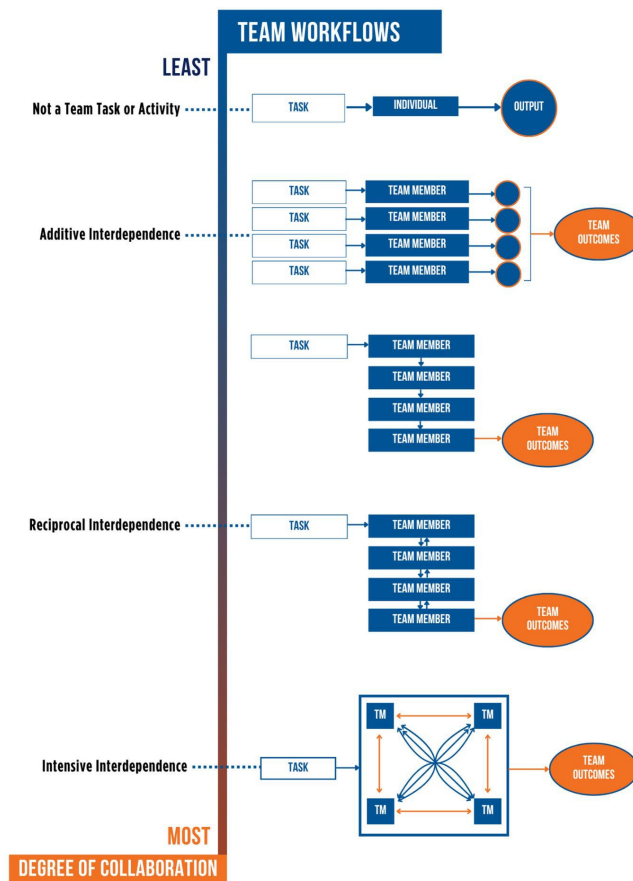 TEAM WORKFLOWS
LEAST
Not a Team Task or Activity
TASK
INDIVIDUAL
OUTPUT
Additive Interdependence
TASK
TEAM MEMBER
TASK
TEAM MEMBER
TASK
TEAM MEMBER
TASK
TEAM MEMBER
TEAM
OUTCOMES
TASK
TEAM MEMBER
TEAM MEMBER
TEAM MEMBER
TEAM MEMBER
TEAM
OUTCOMES
Reciprocal Interdependence
TASK
TEAM MEMBER
TEAM MEMBER
TEAM MEMBER
TEAM MEMBER
TEAM
OUTCOMES
Intensive Interdependence
TASK
TM
TM
TM
TM
TEAM
OUTCOMES
MOST
DEGREE OF COLLABORATION